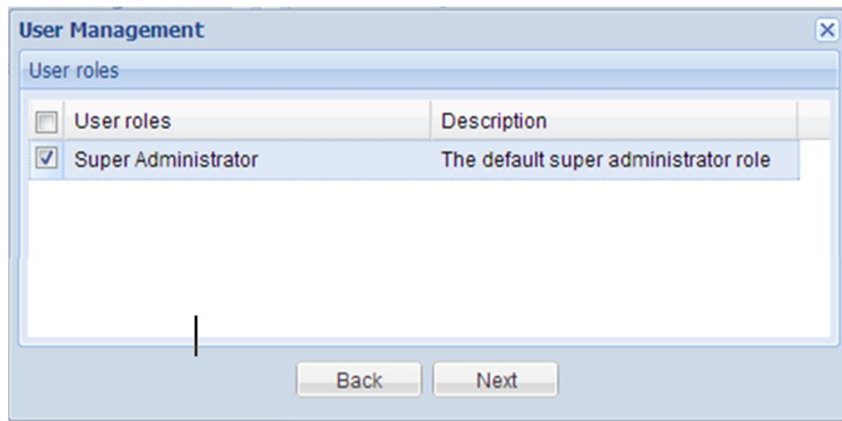 User Management
User roles
User roles Description
Super Administrator The default super administrator role
Back Next